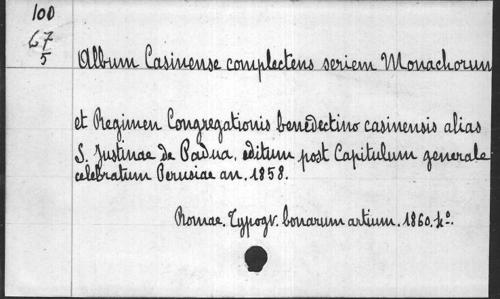 100
67
5
Album Casinense complectens seriem Monachorum
et Regimen Congregationis benedectino casinensis alias
S. Justinae de Padua, editum post Capitulum generale
celebratum Perusiae an. 1858.
Romae. Typogr. bonarum artium. 1860. 4º.